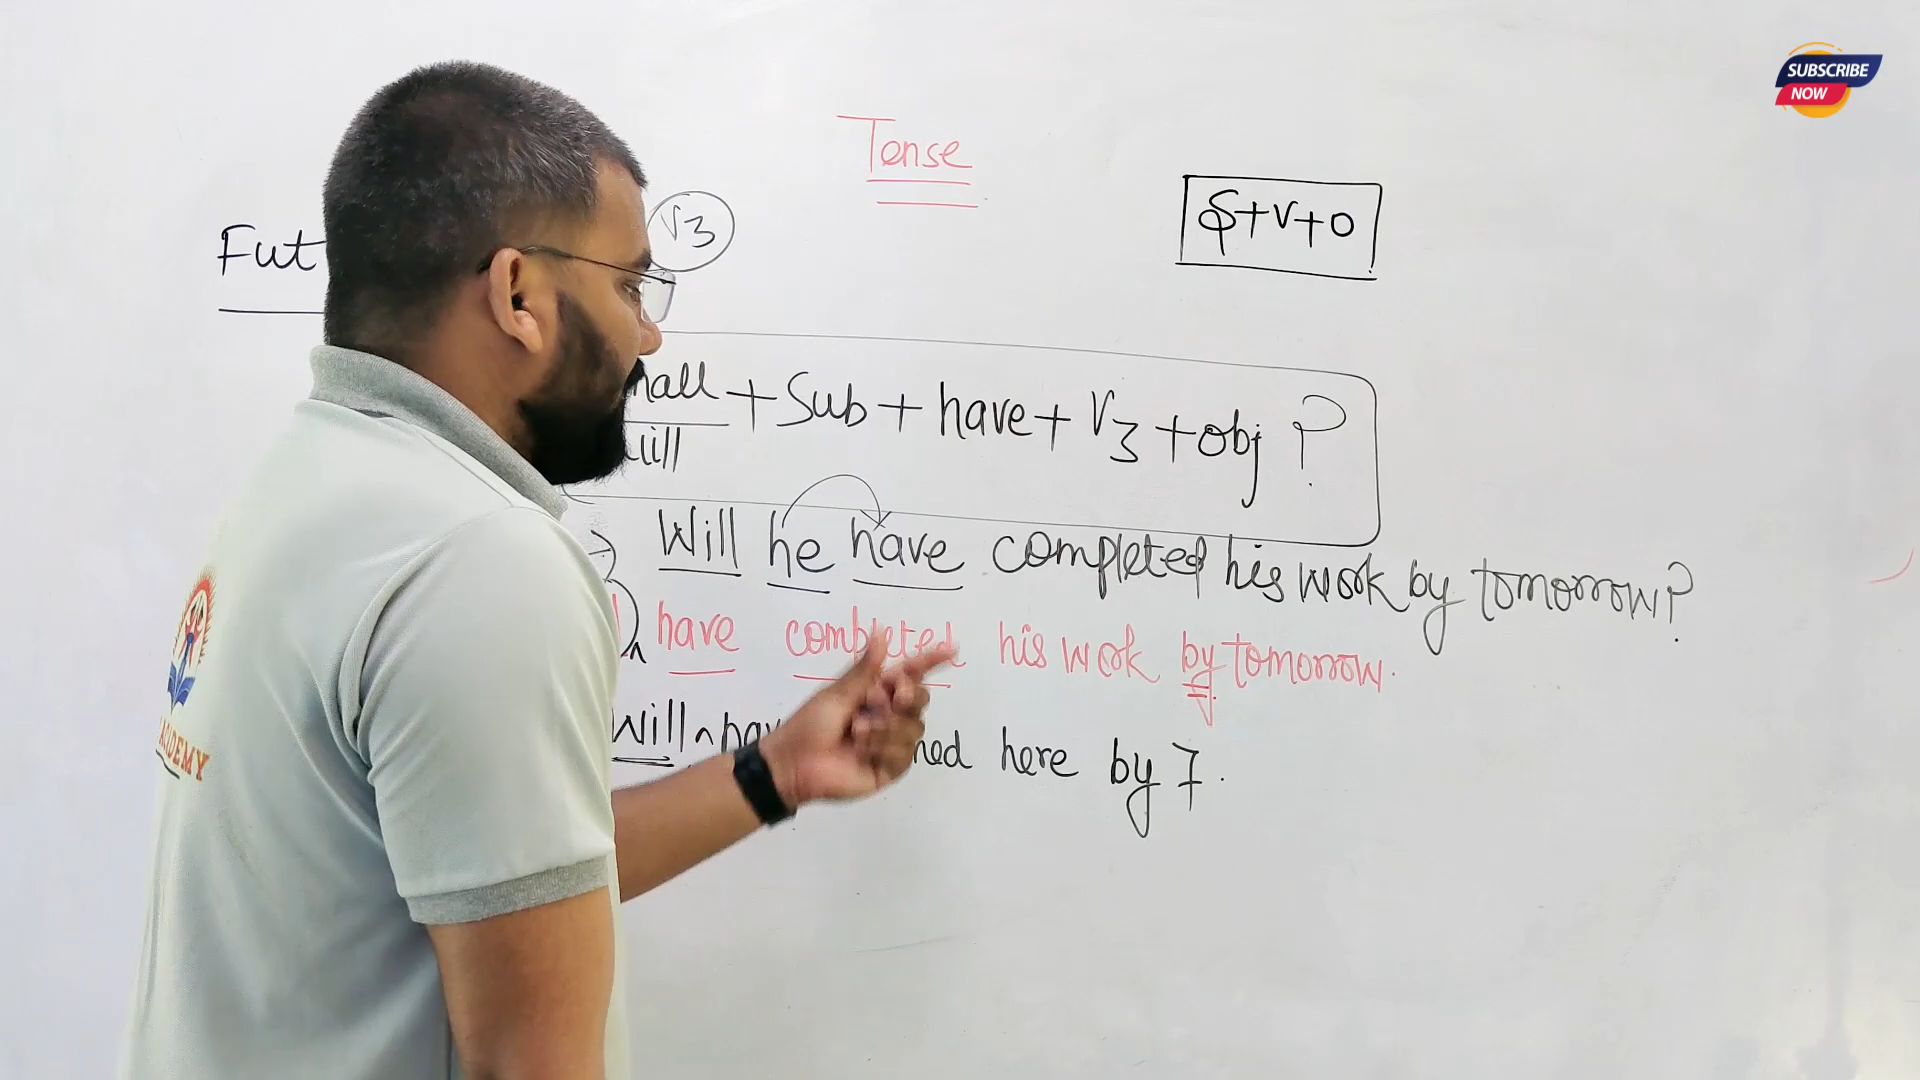 SUBSCRIBE
NOW
Tense
S+V+O
Fut
V3
hall + Sub + have + V3 + obj ?
will
Will he have completed his work by tomorrow?
have completed his work by tomorrow.
will have ned here by 7.
ACADEMY